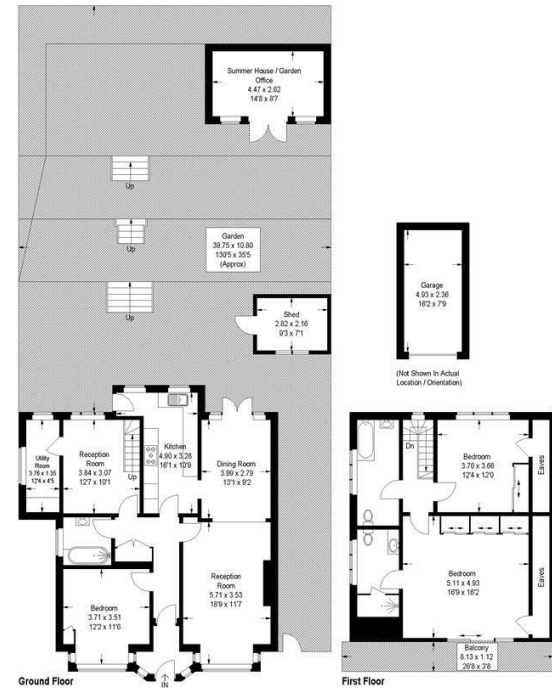 Summer House / Garden
Office
4.47 x 2.62
14'8 x 8'7
Up
Up
Garden
39.75 x 10.80
130'5 x 35'5
(Approx)
Up
Shed
2.82 x 2.16
9'3 x 7'1
Garage
4.93 x 2.36
16'2 x 7'9
(Not Shown In Actual
Location / Orientation)
Utility
Room
3.76 x 1.35
12'4 x 4'5
Reception
Room
3.84 x 3.07
12'7 x 10'1
Up
Kitchen
4.90 x 3.28
16'1 x 10'9
Dining Room
3.99 x 2.79
13'1 x 9'2
Bedroom
3.71 x 3.51
12'2 x 11'6
Reception
Room
5.71 x 3.53
18'9 x 11'7
IN
Ground Floor
Dn
Bedroom
3.76 x 3.66
12'4 x 12'0
Eaves
Bedroom
5.11 x 4.93
16'9 x 16'2
Eaves
Balcony
8.13 x 1.12
26'8 x 3'8
First Floor